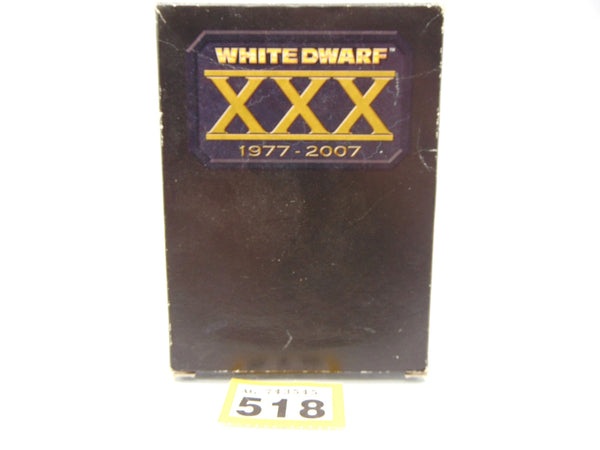 WHITE DWARF™
XXX
1977 - 2007
518